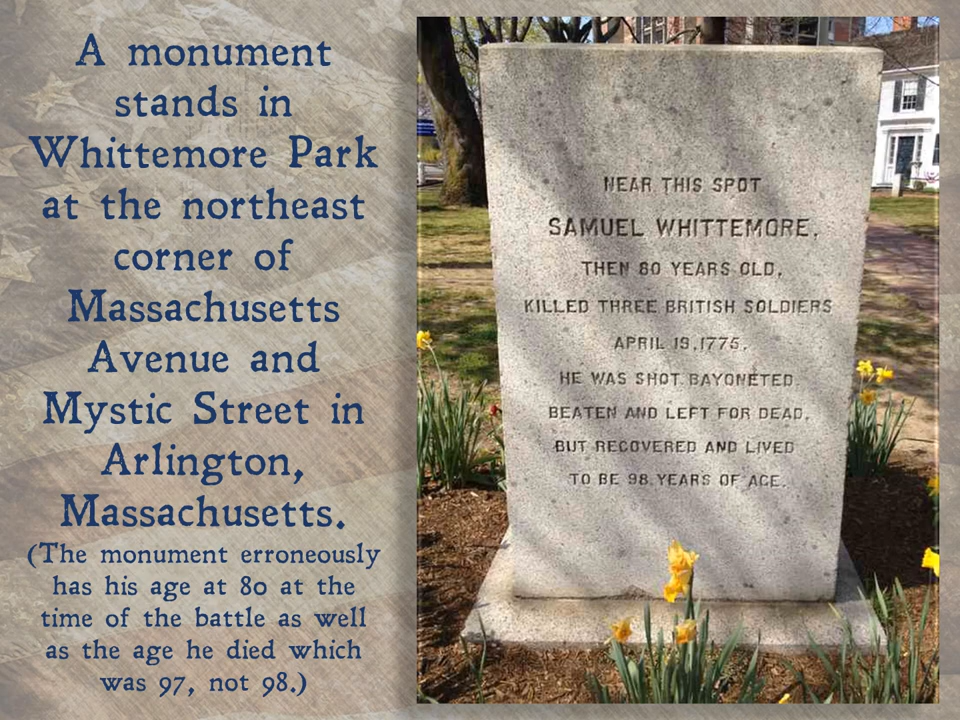 A monument
stands in
Whittemore Park
at the northeast
corner of
Massachusetts
Avenue and
Mystic Street in
Arlington,
Massachusetts.
(The monument erroneously
has his age at 80 at the
time of the battle as well
as the age he died which
was 97, not 98.)
NEAR THIS SPOT
SAMUEL WHITTEMORE,
THEN 80 YEARS OLD,
KILLED THREE BRITISH SOLDIERS
APRIL 19, 1775.
HE WAS SHOT, BAYONETED,
BEATEN AND LEFT FOR DEAD,
BUT RECOVERED AND LIVED
TO BE 98 YEARS OF AGE.